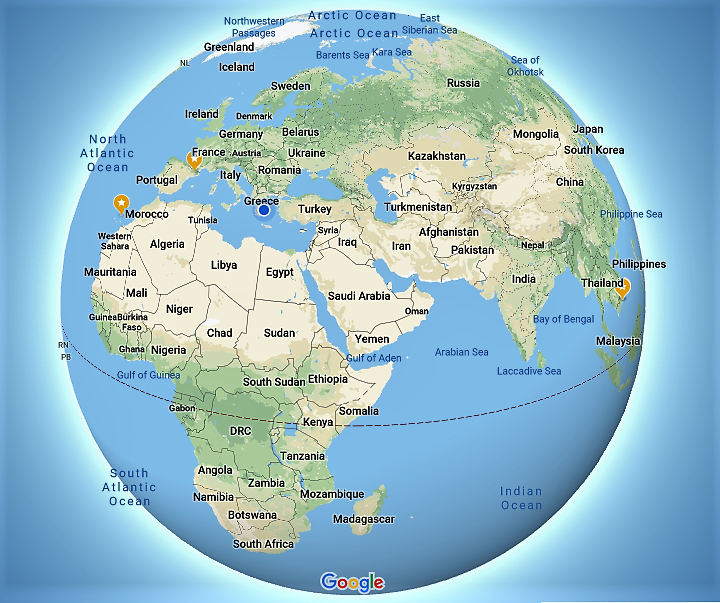 Arctic Ocean
East
Siberian Sea
Northwestern
Passages
Arctic Ocean
Greenland
Barents Sea
Kara Sea
NL
Iceland
Sea of
Okhotsk
Russia
Sweden
Ireland
Denmark
Germany
Belarus
Mongolia
Japan
North
Atlantic
Ocean
France
Austria
Ukraine
Kazakhstan
South Korea
Portugal
Italy
Romania
Kyrgyzstan
China
Greece
Turkey
Turkmenistan
Morocco
Tunisia
Philippine Sea
Western
Sahara
Algeria
Syria
Iraq
Iran
Afghanistan
Pakistan
Nepal
Libya
Egypt
Mauritania
Philippines
India
Thailand
Mali
Saudi Arabia
Niger
Oman
Guinea
Burkina
Faso
Chad
Sudan
Yemen
Bay of Bengal
RN
PB
Ghana
Nigeria
Gulf of Aden
Arabian Sea
Malaysia
Gulf of Guinea
South Sudan
Ethiopia
Laccadive Sea
Gabon
Somalia
Kenya
DRC
Tanzania
South
Atlantic
Ocean
Angola
Zambia
Indian
Ocean
Namibia
Mozambique
Botswana
Madagascar
South Africa
Google